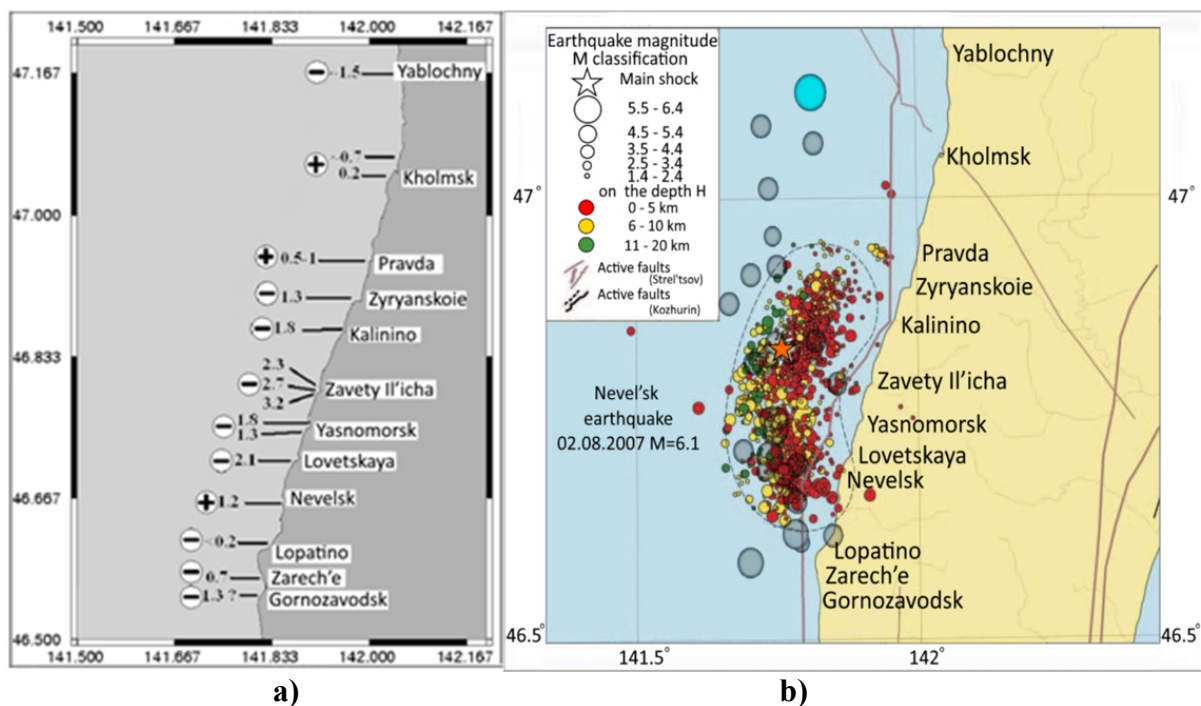 141.500 141.667 141.833 142.000 142.167
47.167
47.000
46.833
46.667
46.500
-1.5 Yablochny
~0.7
0.2 Kholmsk
0.5-1 Pravda
1.3 Zyryanskoie
1.8 Kalinino
2.3
2.7 Zavety Il'icha
3.2
1.8
1.3 Yasnomorsk
2.1 Lovetskaya
1.2 Nevelsk
<0.2 Lopatino
0.7 Zarech'e
1.3 ? Gornozavodsk
141.500 141.667 141.833 142.000 142.167
a)
Earthquake magnitude
M classification
Main shock
5.5 - 6.4
4.5 - 5.4
3.5 - 4.4
2.5 - 3.4
1.4 - 2.4
on the depth H
0 - 5 km
6 - 10 km
11 - 20 km
Active faults
(Strel'tsov)
Active faults
(Kozhurin)
Nevel'sk
earthquake
02.08.2007 M=6.1
Yablochny
Kholmsk
Pravda
Zyryanskoie
Kalinino
Zavety Il'icha
Yasnomorsk
Lovetskaya
Nevelsk
Lopatino
Zarech'e
Gornozavodsk
47° 47°
46.5° 46.5°
141.5° 142°
b)